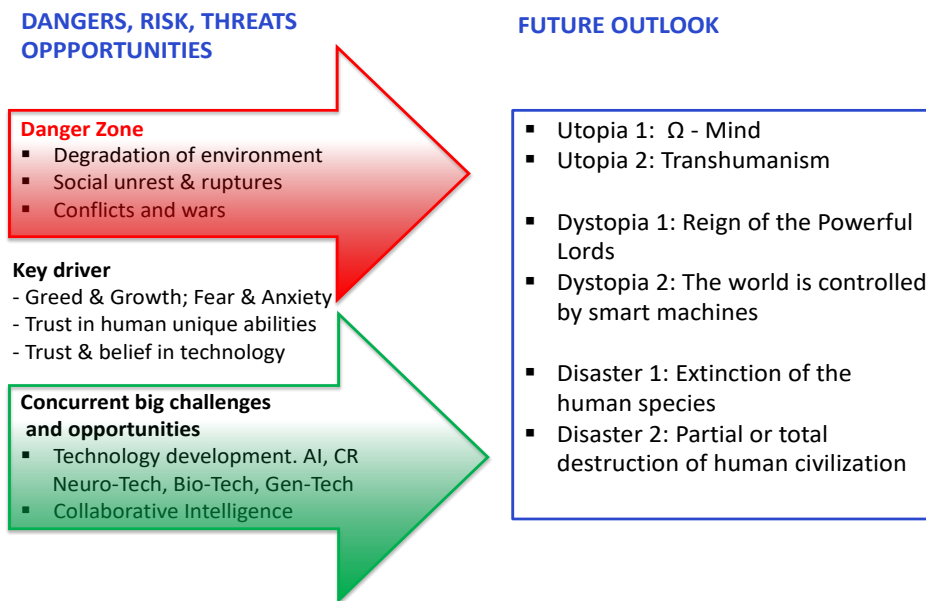 DANGERS, RISK, THREATS
OPPPORTUNITIES
Danger Zone
▪ Degradation of environment
▪ Social unrest & ruptures
▪ Conflicts and wars
Key driver
- Greed & Growth; Fear & Anxiety
- Trust in human unique abilities
- Trust & belief in technology
Concurrent big challenges
and opportunities
▪ Technology development. AI, CR
Neuro-Tech, Bio-Tech, Gen-Tech
▪ Collaborative Intelligence
FUTURE OUTLOOK
▪ Utopia 1: Ω - Mind
▪ Utopia 2: Transhumanism
▪ Dystopia 1: Reign of the Powerful
Lords
▪ Dystopia 2: The world is controlled
by smart machines
▪ Disaster 1: Extinction of the
human species
▪ Disaster 2: Partial or total
destruction of human civilization